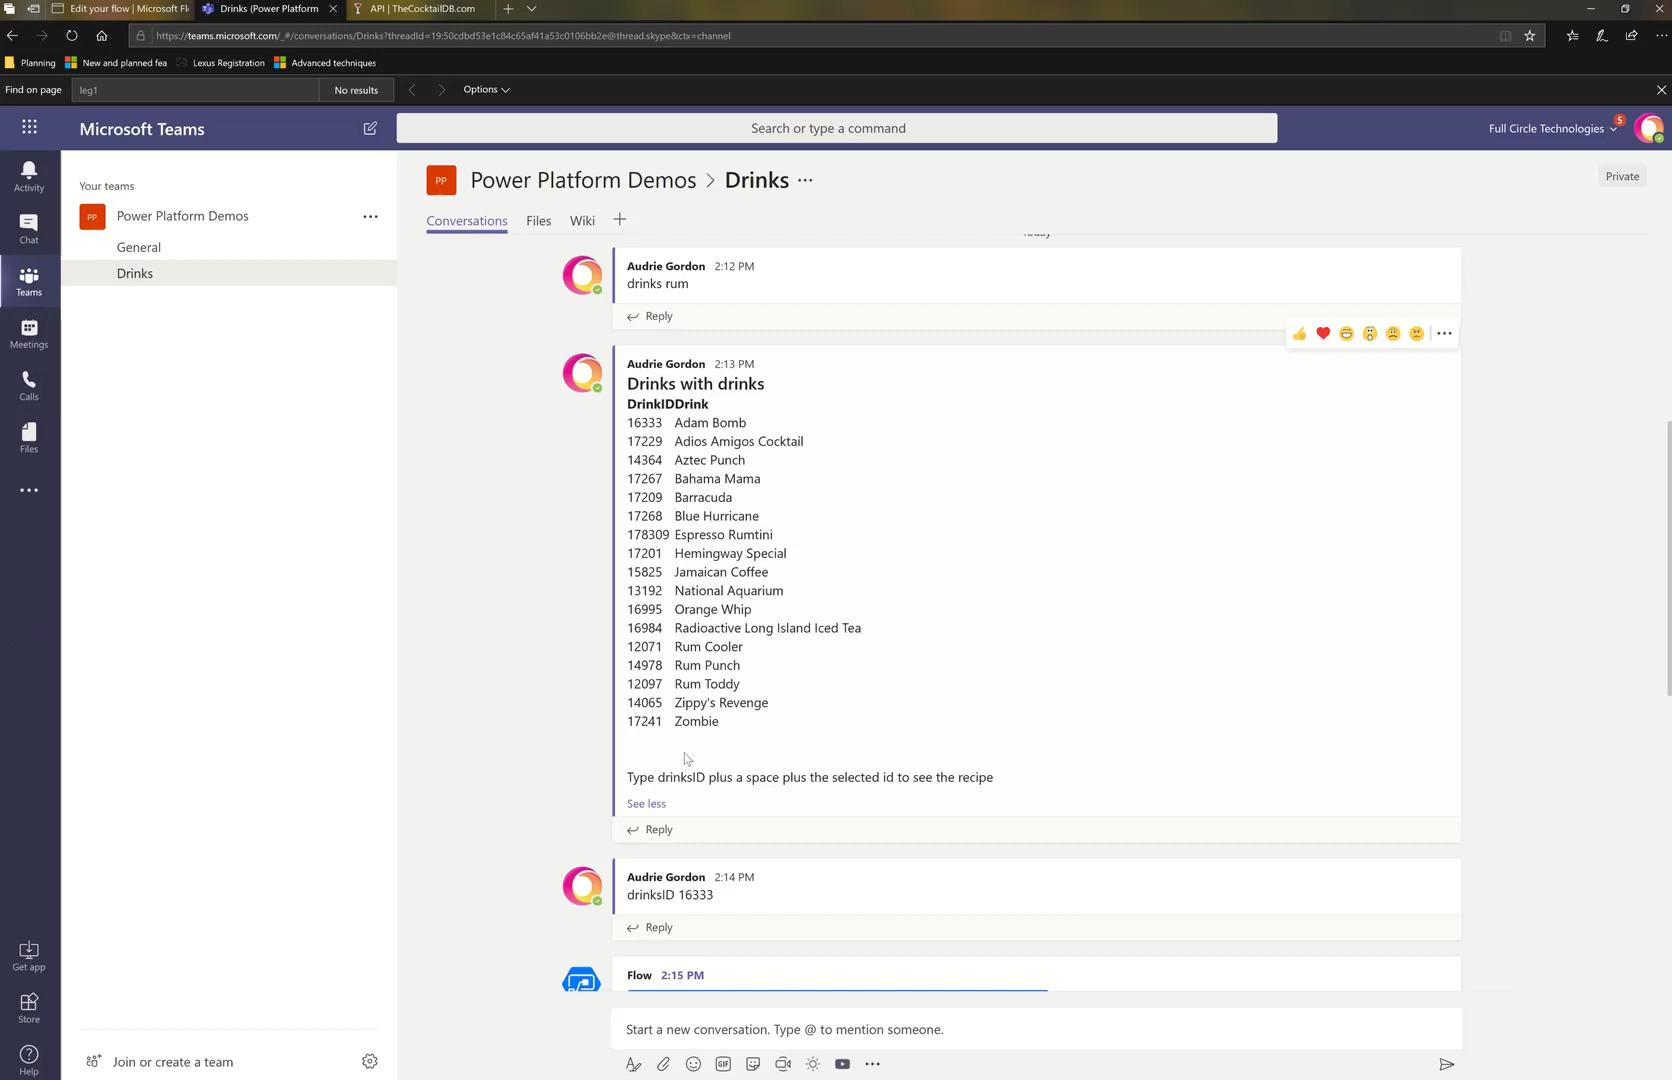 Your flow | Microsoft Fl
Drinks (Power Platform
API | TheCocktailDB.com
https://teams.microsoft.com/_#/conversations/Drinks?threadId=19:50cdbd53e1c84c65af41a53c0106bb2e@thread.skype&ctx=channel
Planning
New and planned fea
Lexus Registration
Advanced techniques
Find on page
leg1
No results
Options
Microsoft Teams
Search or type a command
Full Circle Technologies
5
Activity
Chat
Teams
Meetings
Calls
Files
Get app
Store
Help
Your teams
PP
Power Platform Demos
General
Drinks
Join or create a team
PP
Power Platform Demos > Drinks
Private
Conversations
Files
Wiki
Today
Audrie Gordon 2:12 PM
drinks rum
Reply
Audrie Gordon 2:13 PM
Drinks with drinks
DrinkIDDrink
16333 Adam Bomb
17229 Adios Amigos Cocktail
14364 Aztec Punch
17267 Bahama Mama
17209 Barracuda
17268 Blue Hurricane
178309 Espresso Rumtini
17201 Hemingway Special
15825 Jamaican Coffee
13192 National Aquarium
16995 Orange Whip
16984 Radioactive Long Island Iced Tea
12071 Rum Cooler
14978 Rum Punch
12097 Rum Toddy
14065 Zippy's Revenge
17241 Zombie
Type drinksID plus a space plus the selected id to see the recipe
See less
Reply
Audrie Gordon 2:14 PM
drinksID 16333
Reply
Flow 2:15 PM
Start a new conversation. Type @ to mention someone.
GIF